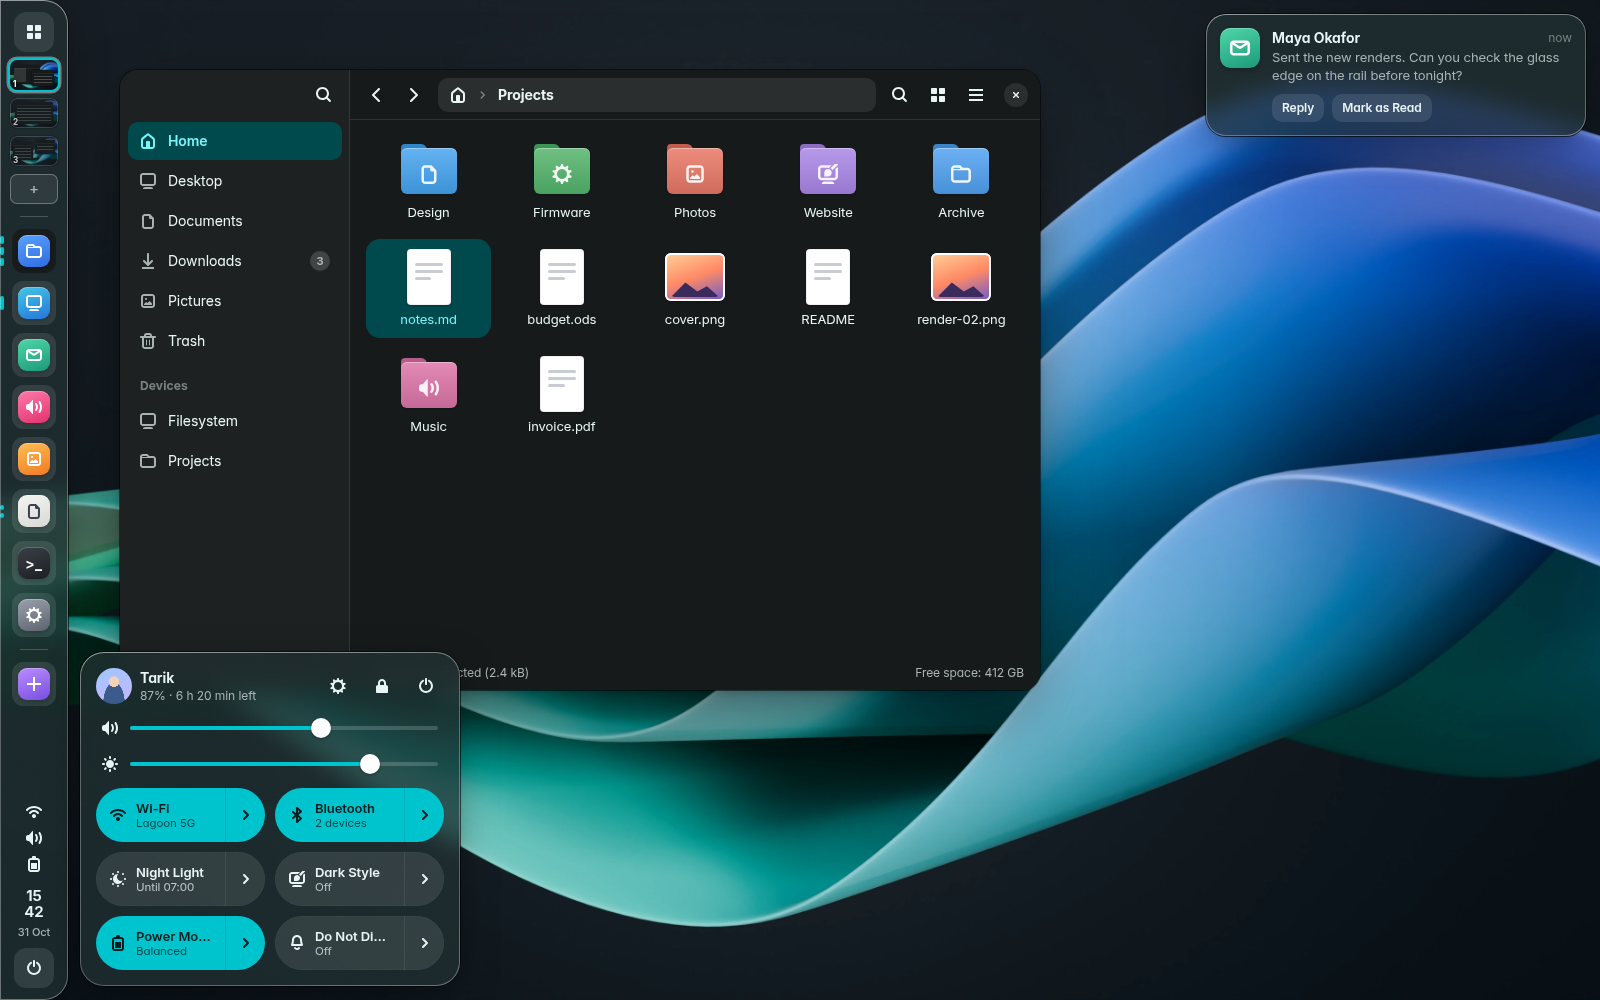 1
2
3
+
15
42
31 Oct
Projects
Home
Desktop
Documents
Downloads
3
Pictures
Trash
Devices
Filesystem
Projects
Design
Firmware
Photos
Website
Archive
notes.md
budget.ods
cover.png
README
render-02.png
Music
invoice.pdf
(2.4 kB)
Free space: 412 GB
Tarik
87% · 6 h 20 min left
Wi-Fi
Lagoon 5G
Bluetooth
2 devices
Night Light
Until 07:00
Dark Style
Off
Power Mo...
Balanced
Do Not Di...
Off
Maya Okafor
now
Sent the new renders. Can you check the glass
edge on the rail before tonight?
Reply
Mark as Read